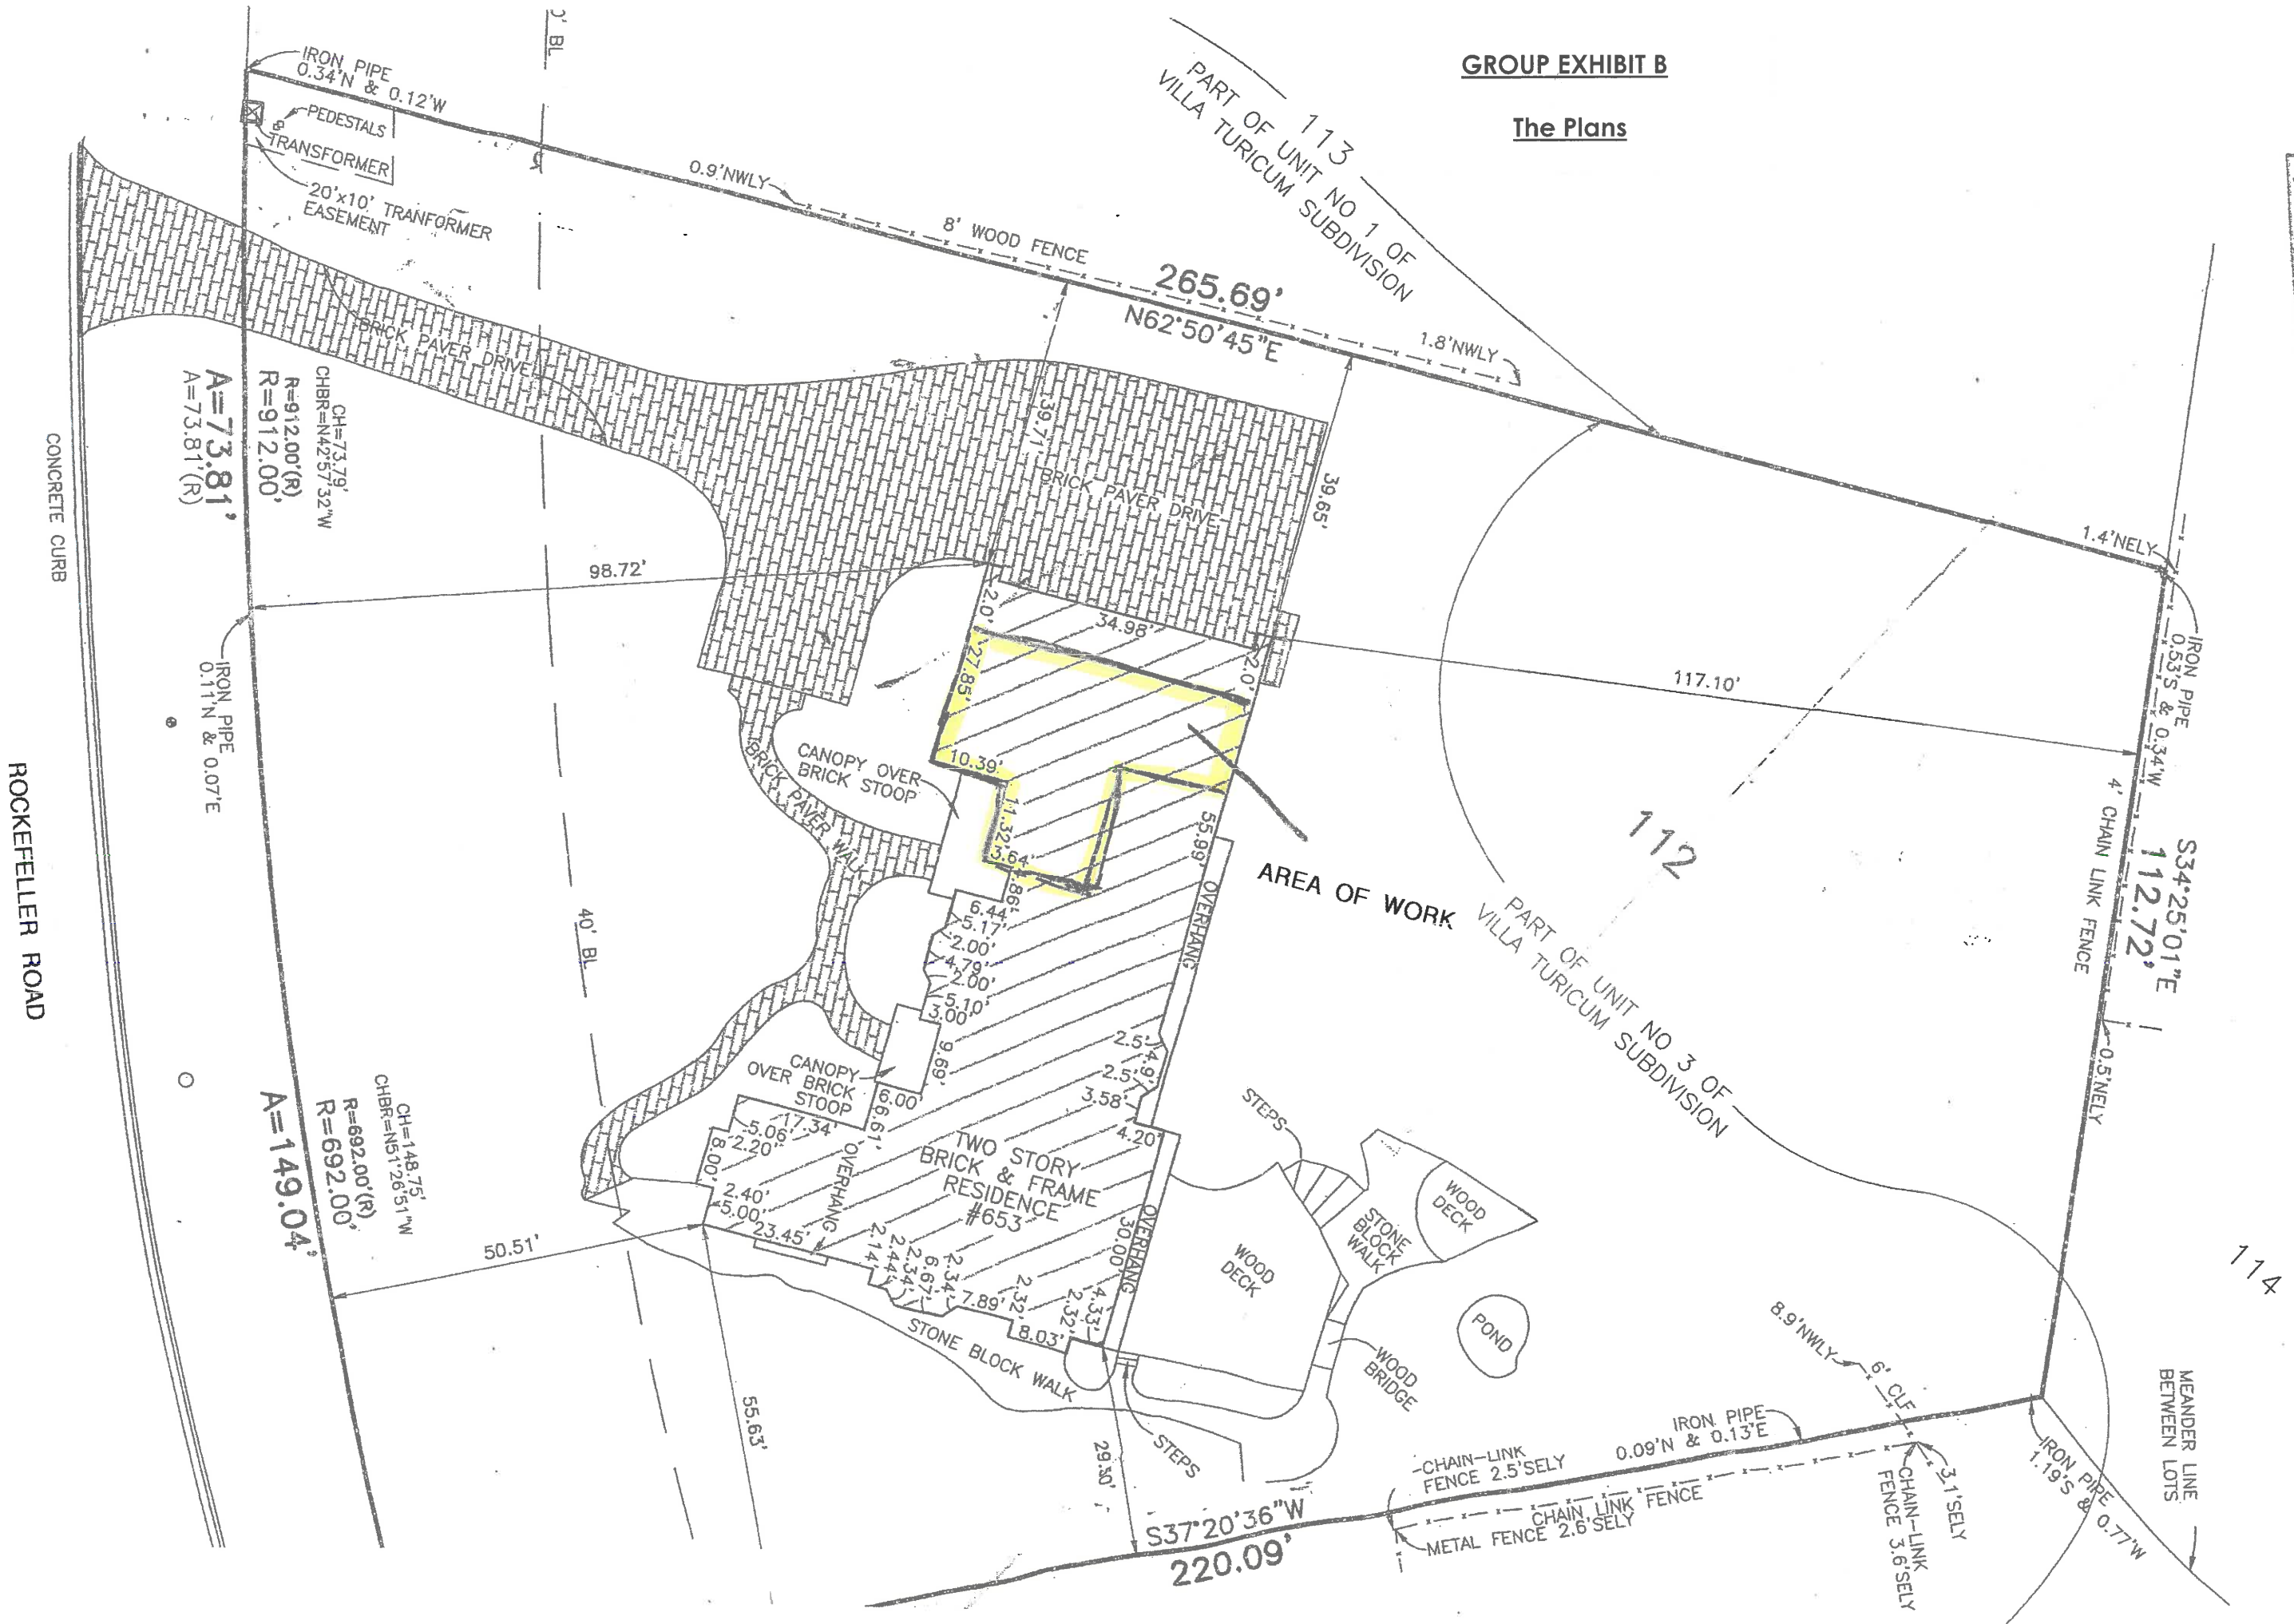 GROUP EXHIBIT B
The Plans
IRON PIPE
0.34'N & 0.12'W
PEDESTALS
TRANSFORMER
20'x10' TRANFORMER
EASEMENT
BL
0.9'NWLY
8' WOOD FENCE
265.69'
N62°50'45"E
1.8'NWLY
113
PART OF UNIT NO 1 OF
VILLA TURICUM SUBDIVISION
1.4'NELY
IRON PIPE
0.53'S & 0.34'W
4' CHAIN LINK FENCE
S34°25'01"E
112.72'
0.5'NELY
BRICK PAVER DRIVE
BRICK PAVER DRIVE
39.71'
39.65'
CH=73.79'
CHBR=N42°57'32"W
R=912.00'(R)
R=912.00'
A=73.81'
A=73.81'(R)
CONCRETE CURB
ROCKEFELLER ROAD
98.72'
IRON PIPE
0.11'N & 0.07'E
117.10'
2.0'
34.98'
2.0'
27.85'
10.39'
11.32'
3.64'
55.99'
OVERHANG
AREA OF WORK
112
PART OF UNIT NO 3 OF
VILLA TURICUM SUBDIVISION
CANOPY OVER
BRICK STOOP
BRICK PAVER WALK
40' BL
6.44'
5.17'
2.00'
4.79'
2.00'
5.10'
3.00'
9.69'
CANOPY
OVER BRICK
STOOP
6.00'
6.61'
17.34'
5.06'
2.20'
8.00'
2.40'
5.00'
23.45'
OVERHANG
TWO STORY
BRICK & FRAME
RESIDENCE
#653
2.5'
4.9'
2.5'
3.58'
4.20'
OVERHANG
30.00'
2.14'
2.44'
2.34'
6.67'
2.34'
7.89'
2.32'
8.03'
2.32'
4.33'
STEPS
WOOD
DECK
STONE
BLOCK
WALK
WOOD
DECK
POND
WOOD
BRIDGE
STONE BLOCK WALK
STEPS
CH=148.75'
CHBR=N51°26'51"W
R=692.00'(R)
R=692.00'
A=149.04'
50.51'
55.63'
S37°20'36"W
220.09'
CHAIN-LINK
FENCE 2.5'SELY
CHAIN LINK FENCE
METAL FENCE 2.6'SELY
IRON PIPE
0.09'N & 0.13'E
8.9'NWLY
6' CLF
3.1'SELY
CHAIN-LINK
FENCE 3.6'SELY
IRON PIPE
1.19'S & 0.77'W
MEANDER LINE
BETWEEN LOTS
114